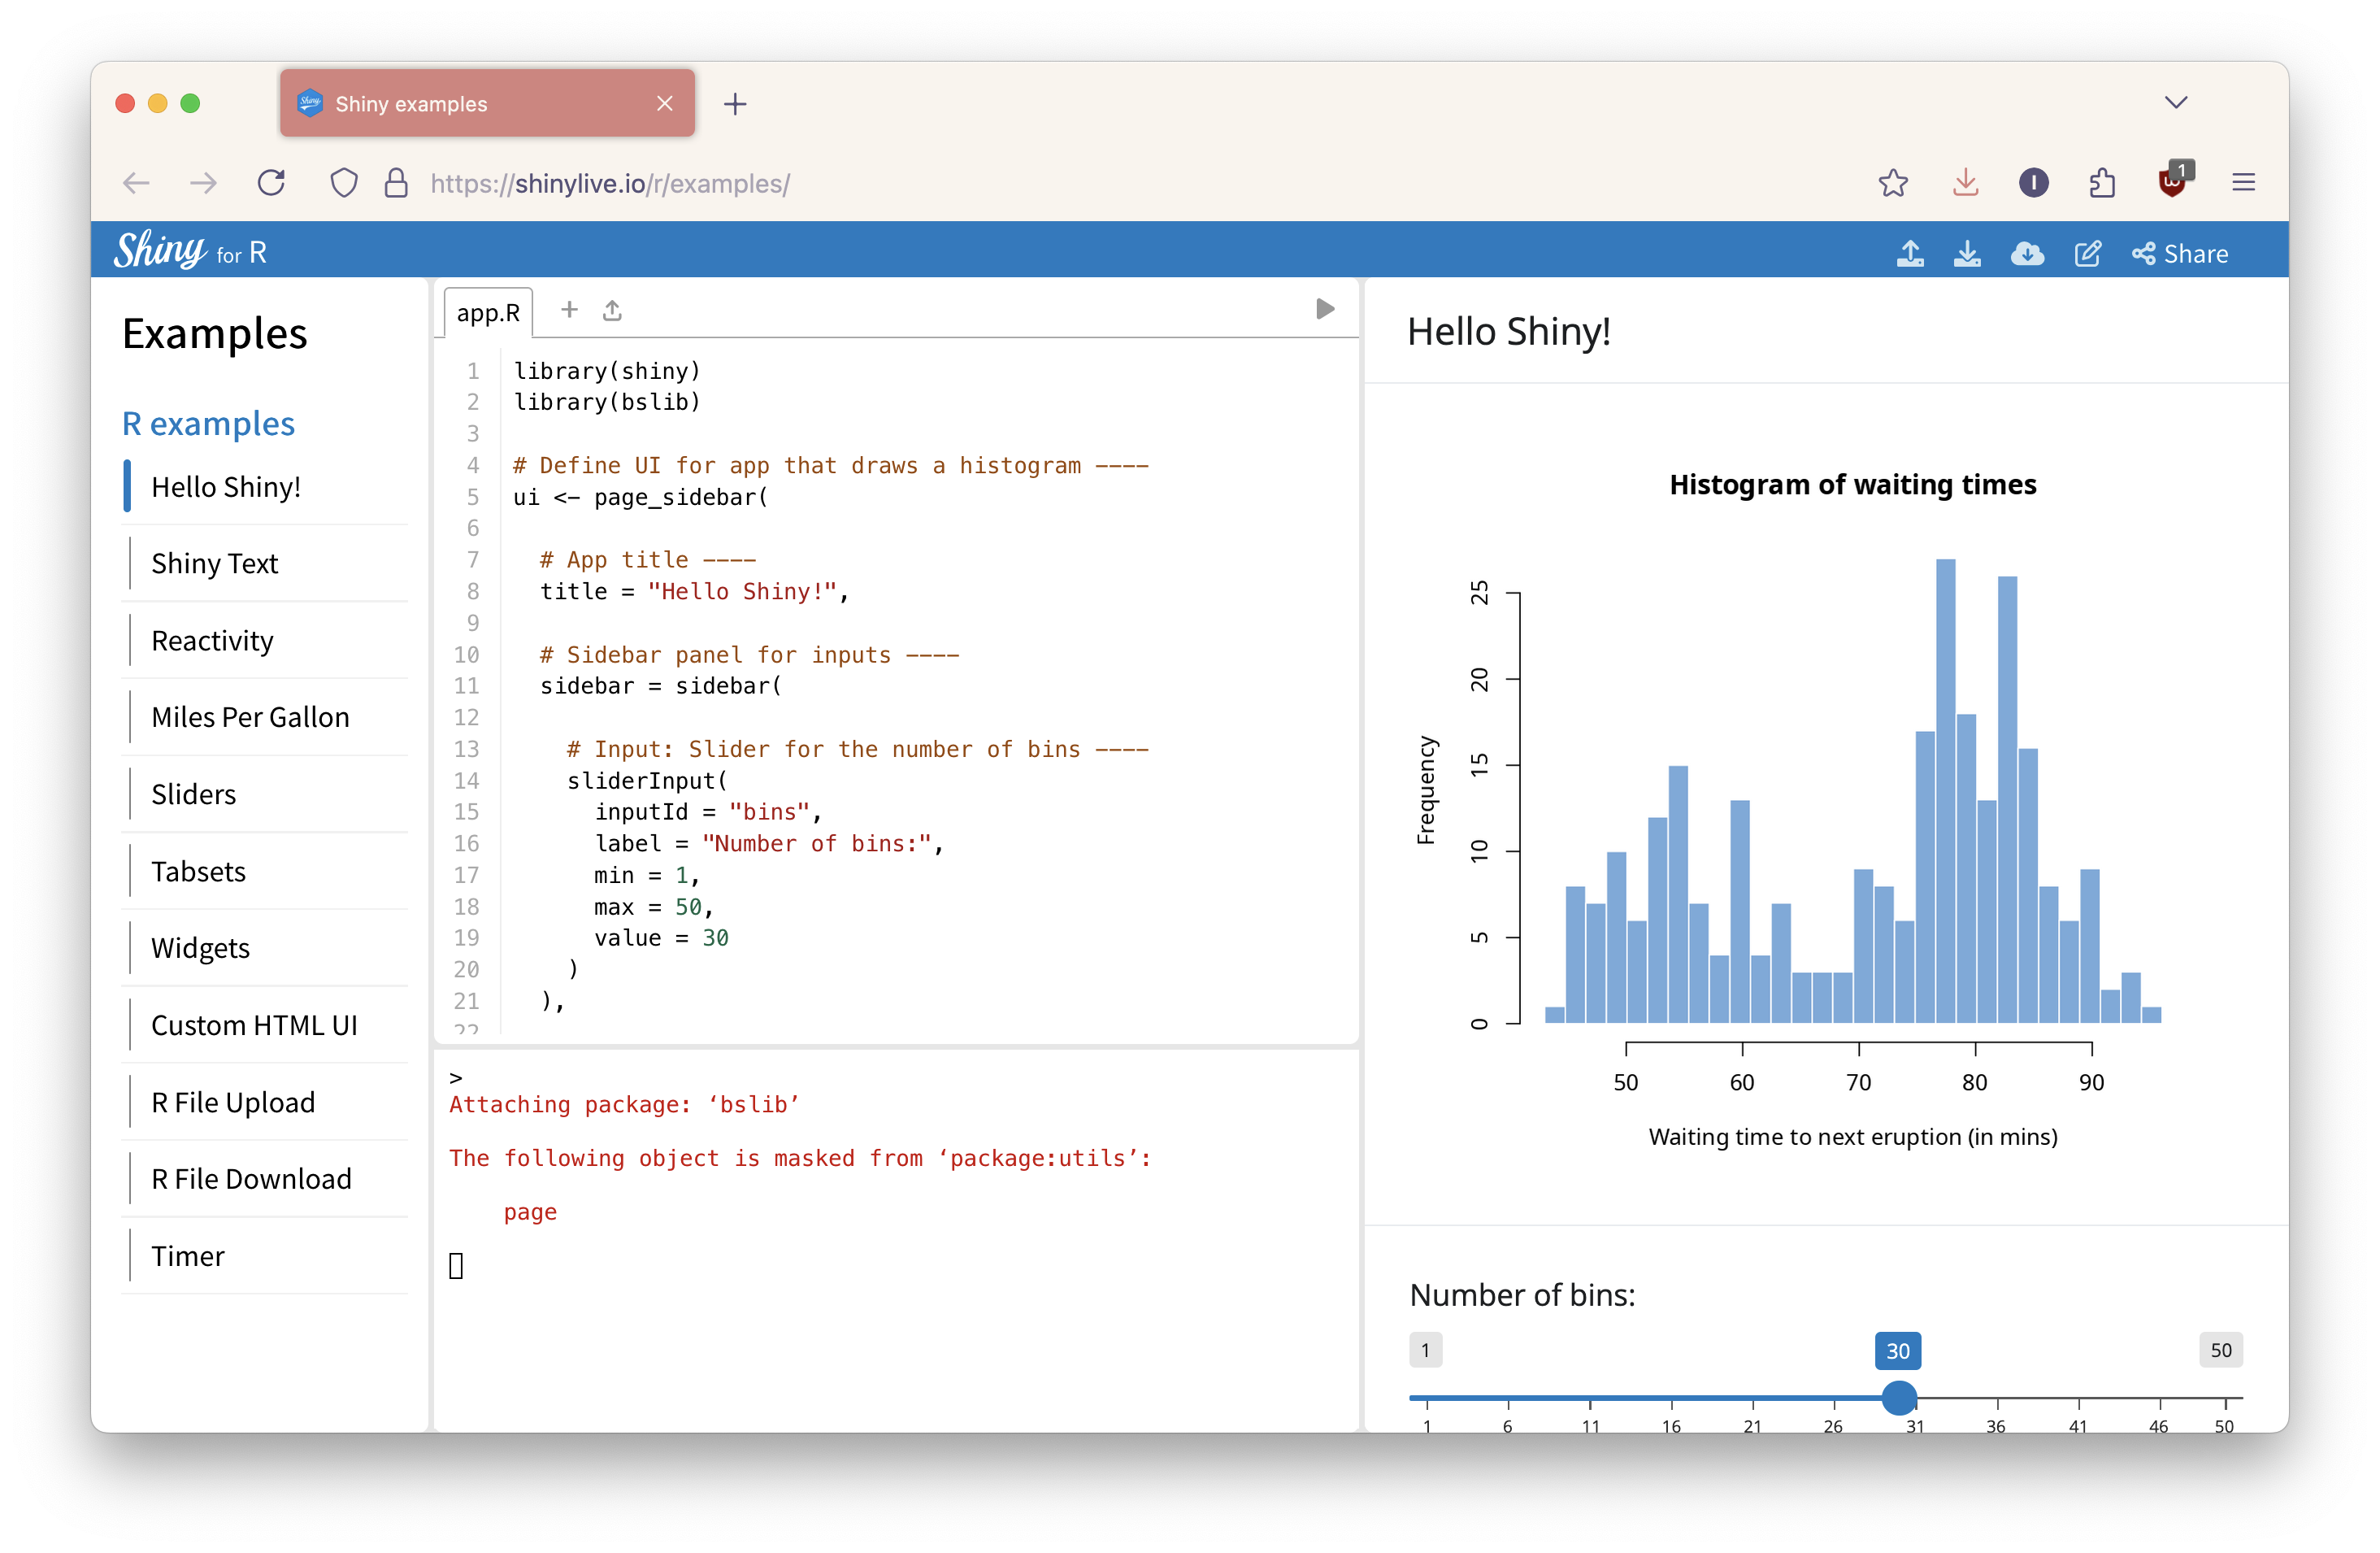 Shiny examples
https://shinylive.io/r/examples/
1
Shiny for R
Share
Examples
R examples
Hello Shiny!
Shiny Text
Reactivity
Miles Per Gallon
Sliders
Tabsets
Widgets
Custom HTML UI
R File Upload
R File Download
Timer
app.R
1 library(shiny)
2 library(bslib)
3
4 # Define UI for app that draws a histogram ----
5 ui <- page_sidebar(
6
7   # App title ----
8   title = "Hello Shiny!",
9
10   # Sidebar panel for inputs ----
11   sidebar = sidebar(
12
13     # Input: Slider for the number of bins ----
14     sliderInput(
15       inputId = "bins",
16       label = "Number of bins:",
17       min = 1,
18       max = 50,
19       value = 30
20     )
21   ),
22
>
Attaching package: ‘bslib’
The following object is masked from ‘package:utils’:
page
Hello Shiny!
Histogram of waiting times
Frequency
25
20
15
10
5
0
50 60 70 80 90
Waiting time to next eruption (in mins)
Number of bins:
1 30 50
1 6 11 16 21 26 31 36 41 46 50